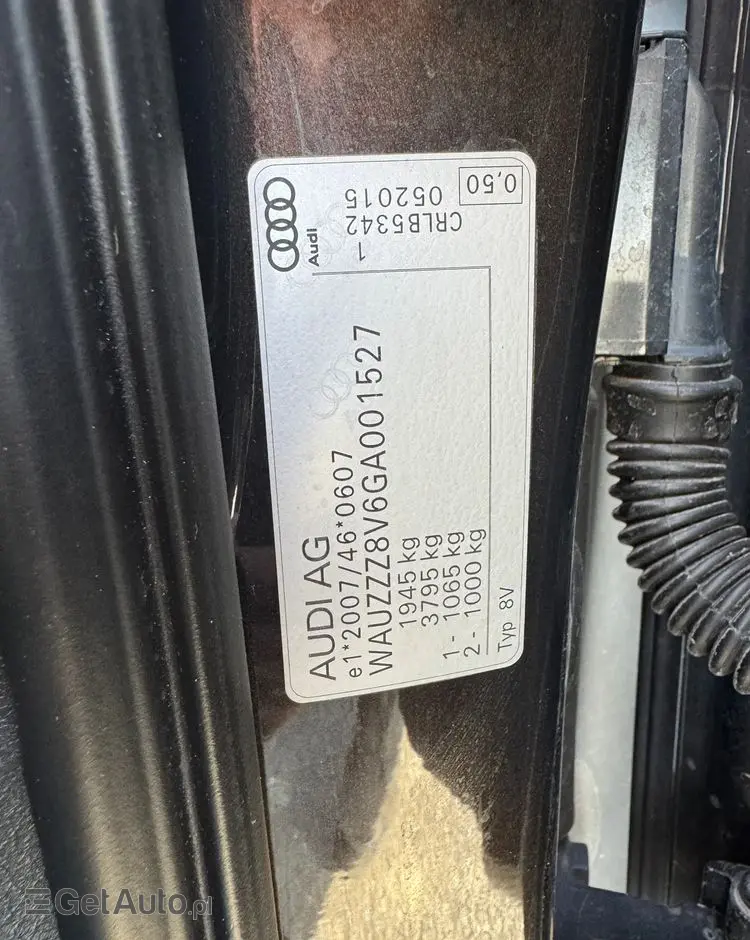 AUDI AG
e1*2007/46*0607
WAUZZZ8V6GA001527
1945 kg
3795 kg
1- 1065 kg
2- 1000 kg
Typ 8V
Audi
1
CRLB5342
052015
0,50
GetAuto.pl